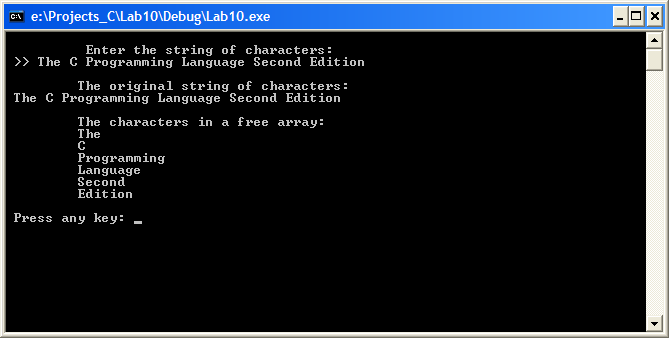 e:\Projects_C\Lab10\Debug\Lab10.exe
Enter the string of characters:
>> The C Programming Language Second Edition
The original string of characters:
The C Programming Language Second Edition
The characters in a free array:
The
C
Programming
Language
Second
Edition
Press any key: _